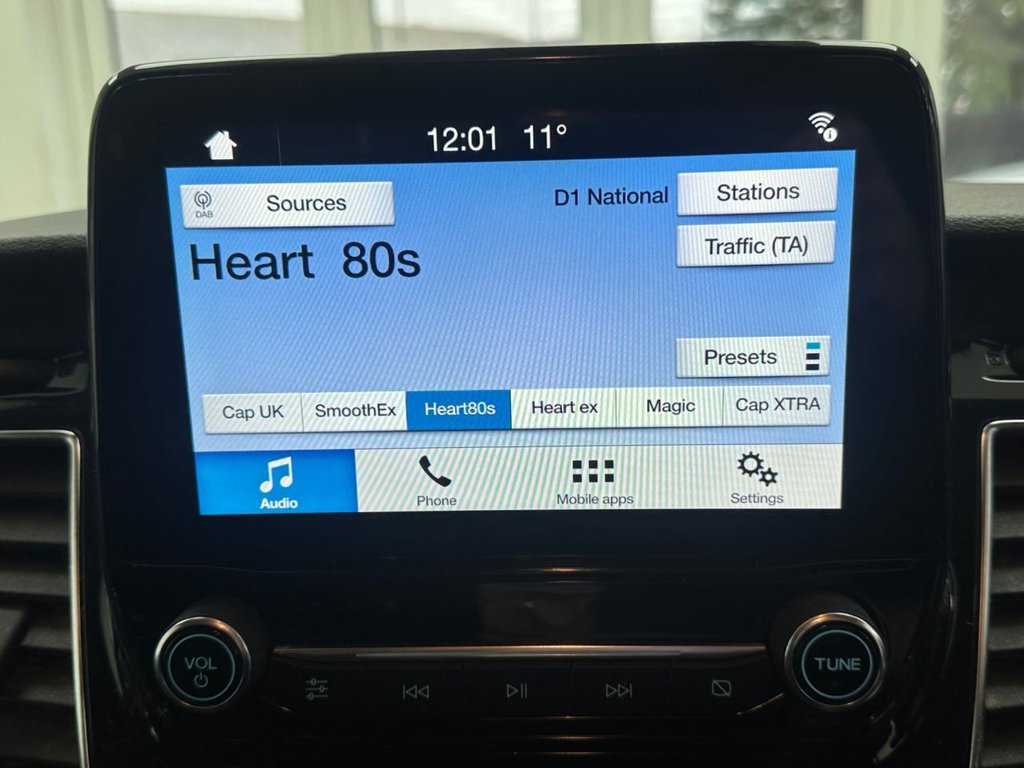 12:01 11°
DAB Sources
D1 National
Stations
Heart 80s
Traffic (TA)
Presets
Cap UK SmoothEx Heart80s Heart ex Magic Cap XTRA
Audio Phone Mobile apps Settings
VOL
TUNE